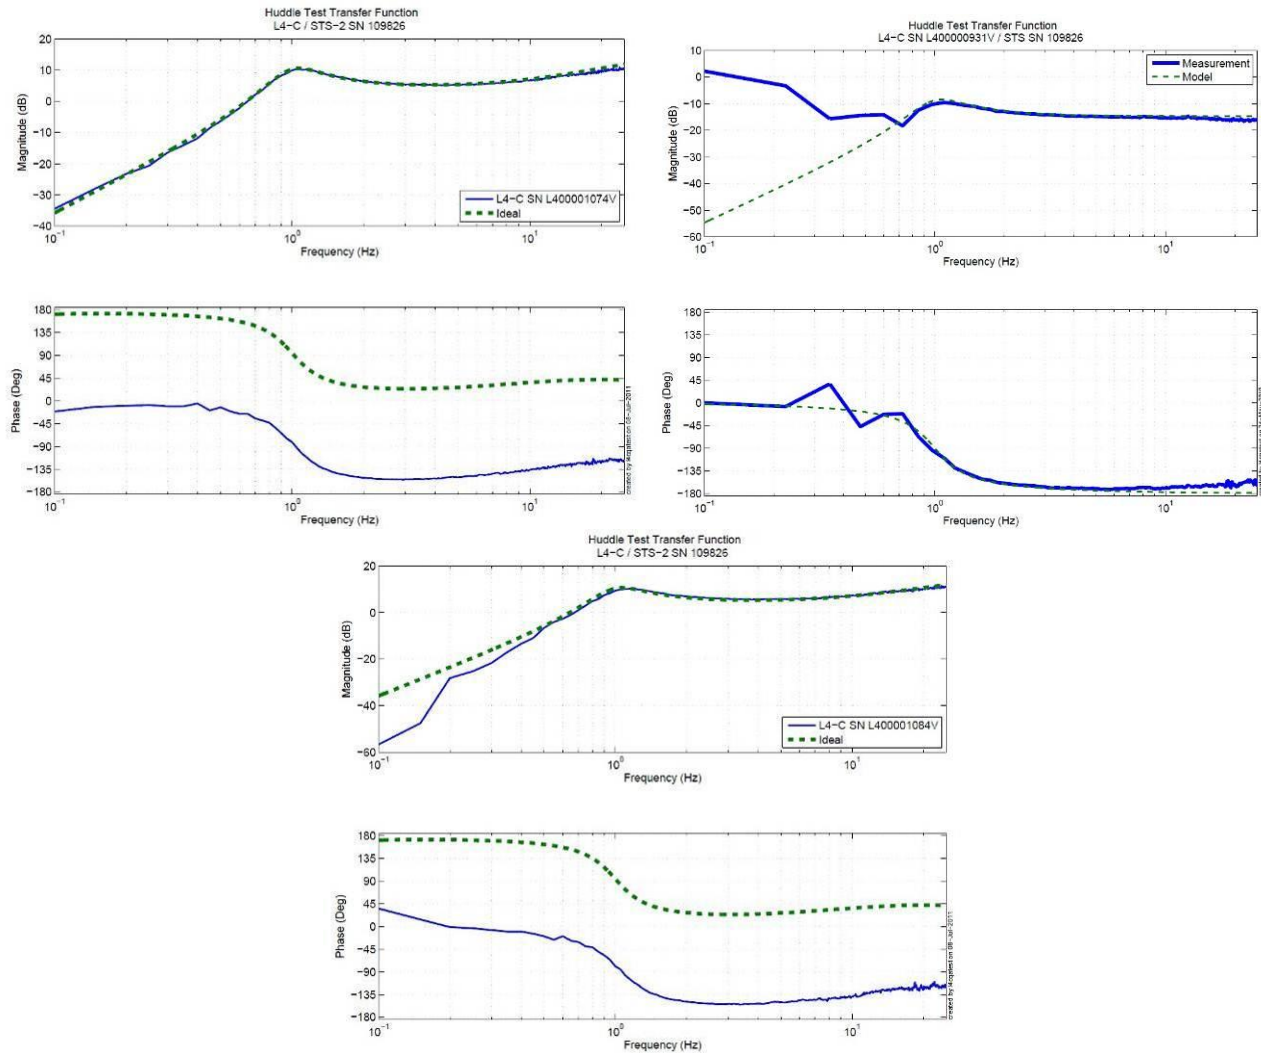 Huddle Test Transfer Function
L4-C / STS-2 SN 109826
20
10
0
-10
-20
-30
-40
Magnitude (dB)
L4-C SN L400001074V
Ideal
10^-1
10^0
10^1
Frequency (Hz)
180
135
90
45
0
-45
-90
-135
-180
Phase (Deg)
10^-1
10^0
10^1
Frequency (Hz)
Huddle Test Transfer Function
L4-C SN L400000931V / STS SN 109826
10
0
-10
-20
-30
-40
-50
-60
Magnitude (dB)
Measurement
Model
10^-1
10^0
10^1
Frequency (Hz)
180
135
90
45
0
-45
-90
-135
-180
Phase (Deg)
10^-1
10^0
10^1
Frequency (Hz)
Huddle Test Transfer Function
L4-C / STS-2 SN 109826
20
0
-20
-40
-60
Magnitude (dB)
L4-C SN L400001084V
Ideal
10^-1
10^0
10^1
Frequency (Hz)
180
135
90
45
0
-45
-90
-135
-180
Phase (Deg)
10^-1
10^0
10^1
Frequency (Hz)